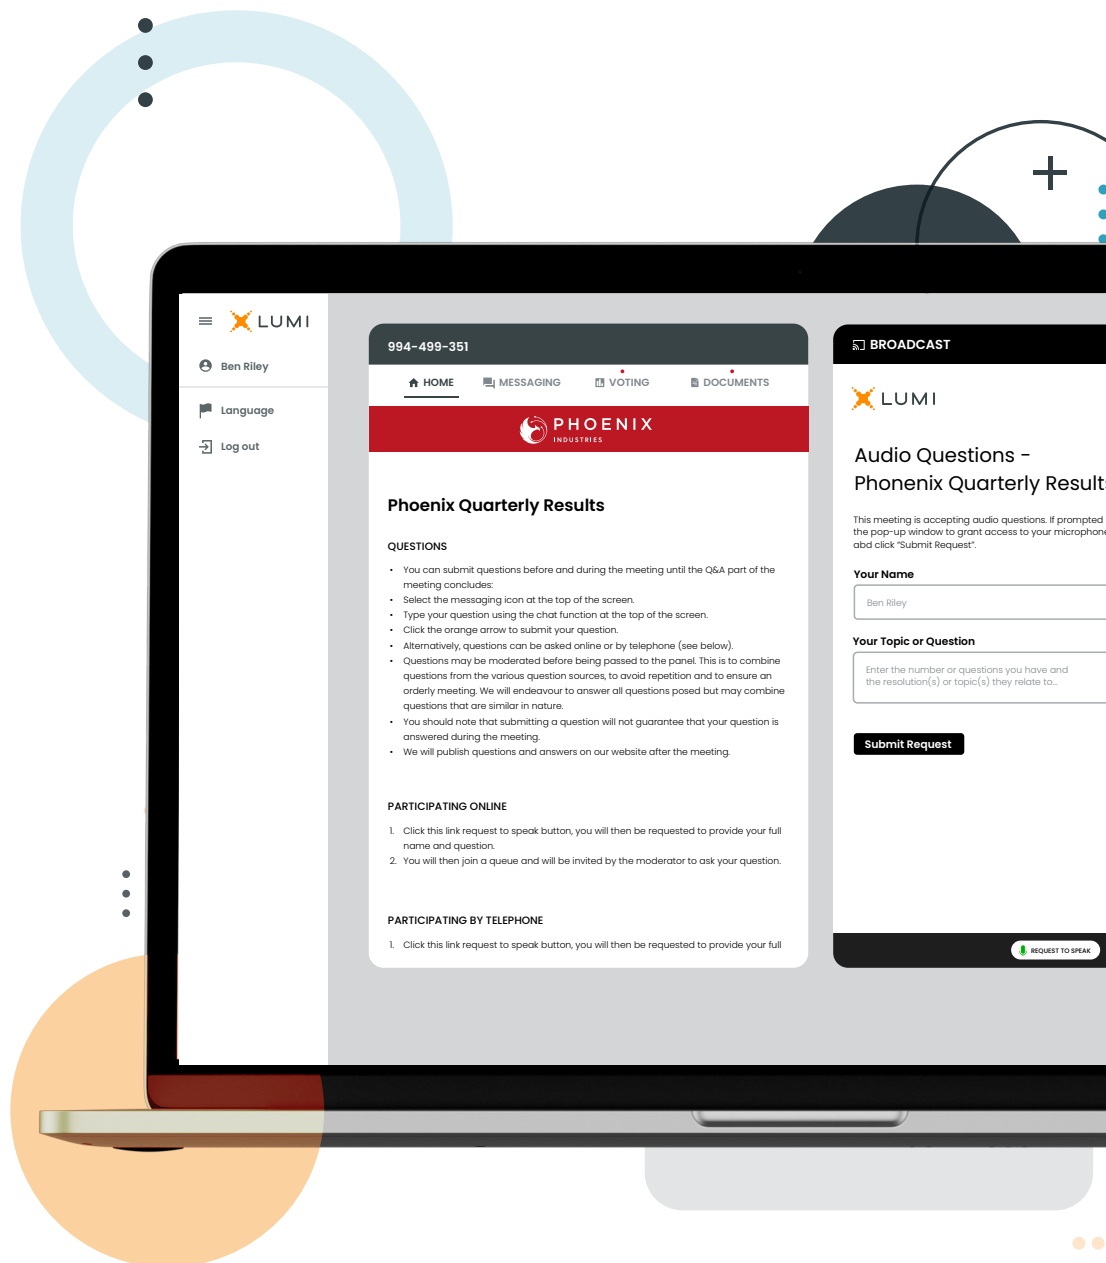 LUMI
Ben Riley
Language
Log out
994-499-351
HOME MESSAGING VOTING DOCUMENTS
PHOENIX
INDUSTRIES
Phoenix Quarterly Results
QUESTIONS
• You can submit questions before and during the meeting until the Q&A part of the
meeting concludes:
• Select the messaging icon at the top of the screen.
• Type your question using the chat function at the top of the screen.
• Click the orange arrow to submit your question.
• Alternatively, questions can be asked online or by telephone (see below).
• Questions may be moderated before being passed to the panel. This is to combine
questions from the various question sources, to avoid repetition and to ensure an
orderly meeting. We will endeavour to answer all questions posed but may combine
questions that are similar in nature.
• You should note that submitting a question will not guarantee that your question is
answered during the meeting.
• We will publish questions and answers on our website after the meeting.
PARTICIPATING ONLINE
1. Click this link request to speak button, you will then be requested to provide your full
name and question.
2. You will then join a queue and will be invited by the moderator to ask your question.
PARTICIPATING BY TELEPHONE
1. Click this link request to speak button, you will then be requested to provide your full
BROADCAST
LUMI
Audio Questions -
Phonenix Quarterly Results
This meeting is accepting audio questions. If prompted
the pop-up window to grant access to your microphone
abd click “Submit Request”.
Your Name
Ben Riley
Your Topic or Question
Enter the number or questions you have and
the resolution(s) or topic(s) they relate to...
Submit Request
REQUEST TO SPEAK